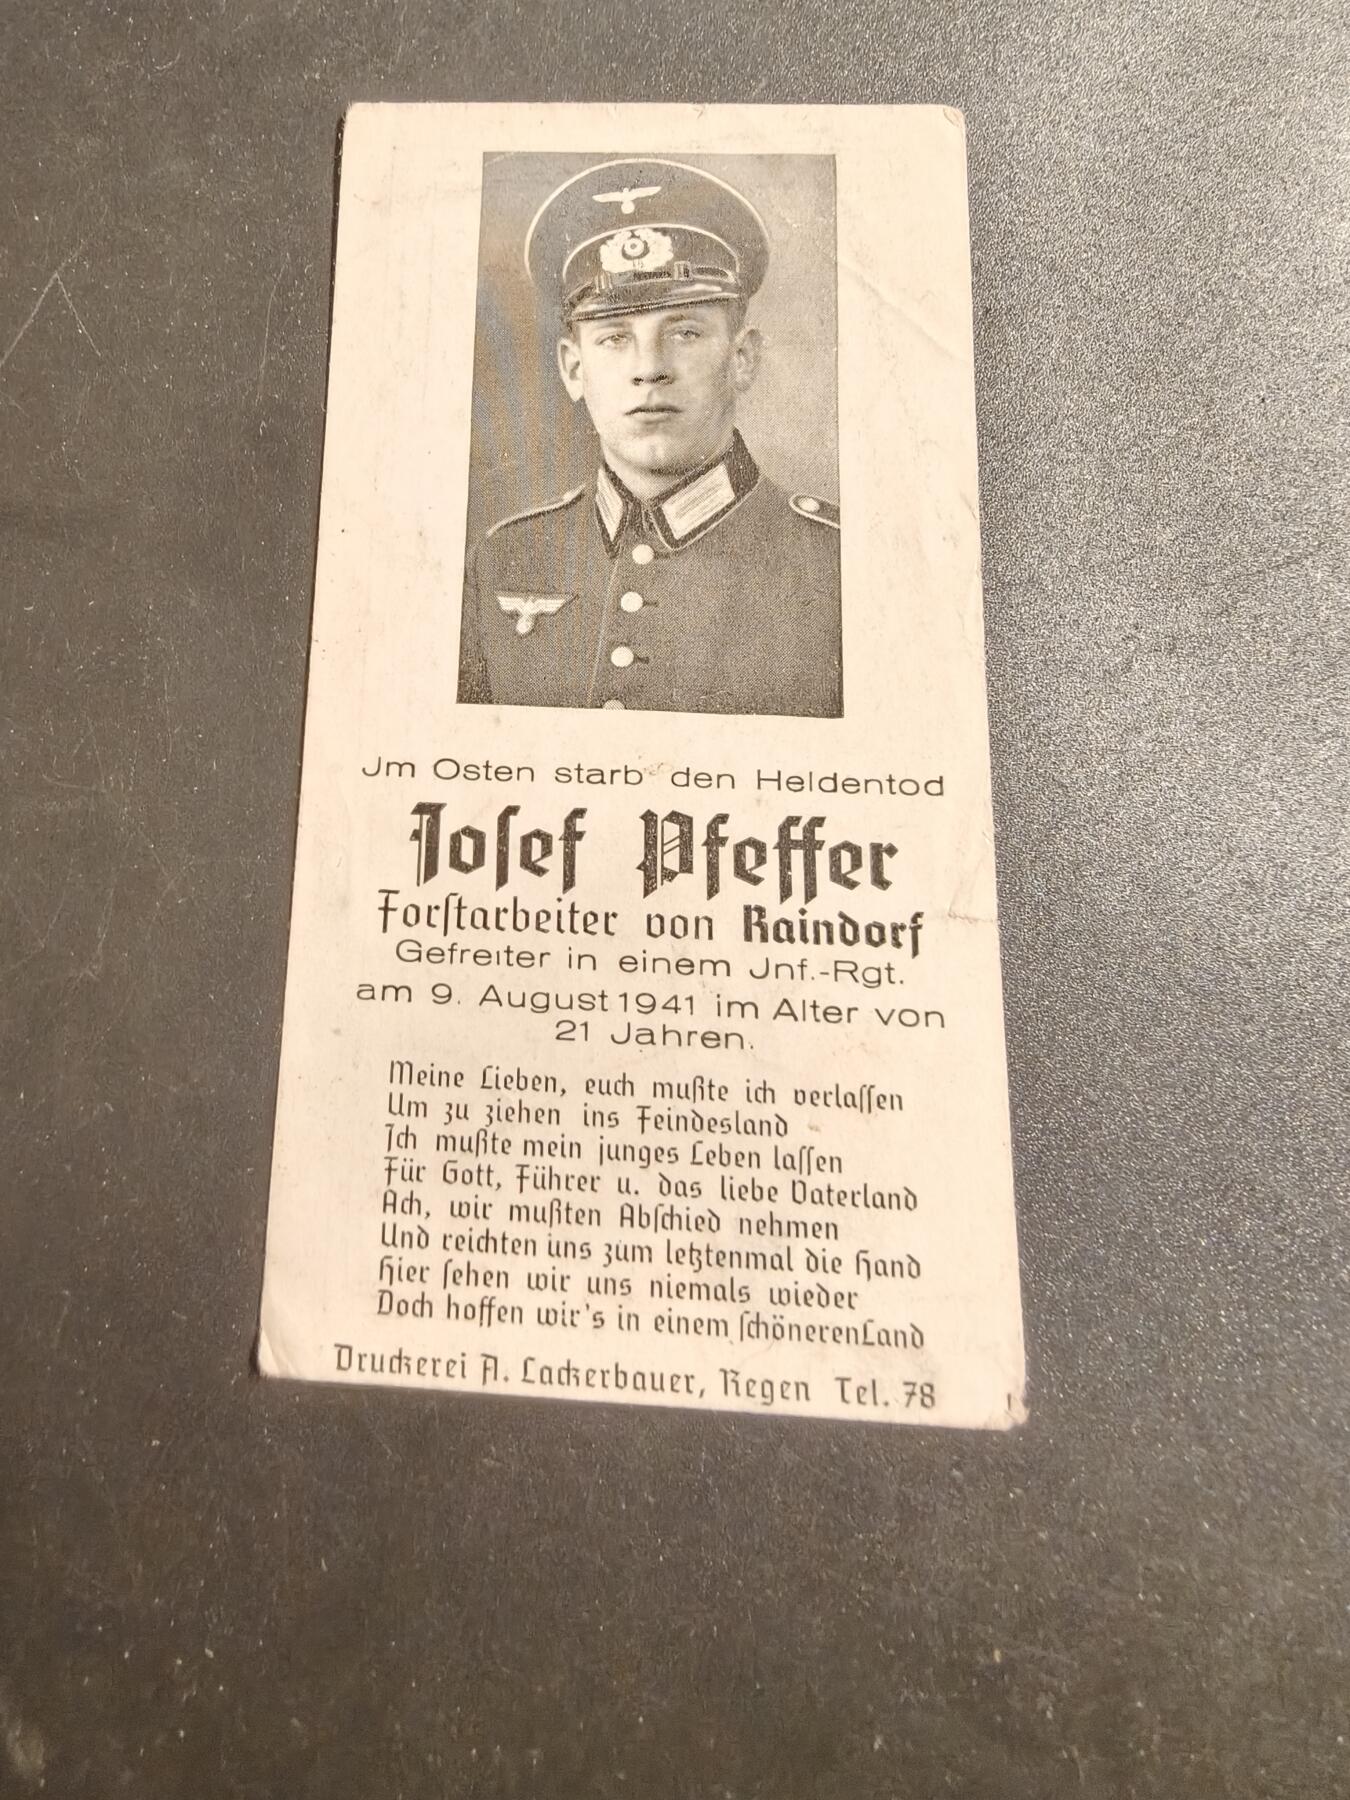 Jm Osten starb den Heldentod
Josef Pfeffer
Forſtarbeiter von Raindorf
Gefreiter in einem Jnf.-Rgt.
am 9. August 1941 im Alter von
21 Jahren.
Meine Lieben, euch mußte ich verlaſſen
Um zu ziehen ins Feindesland
Ich mußte mein junges Leben laſſen
Für Gott, Führer u. das liebe Vaterland
Ach, wir mußten Abſchied nehmen
Und reichten uns zum letztenmal die Hand
Hier ſehen wir uns niemals wieder
Doch hoffen wir's in einem ſchönerenLand
Druckerei A. Lackerbauer, Regen Tel. 78